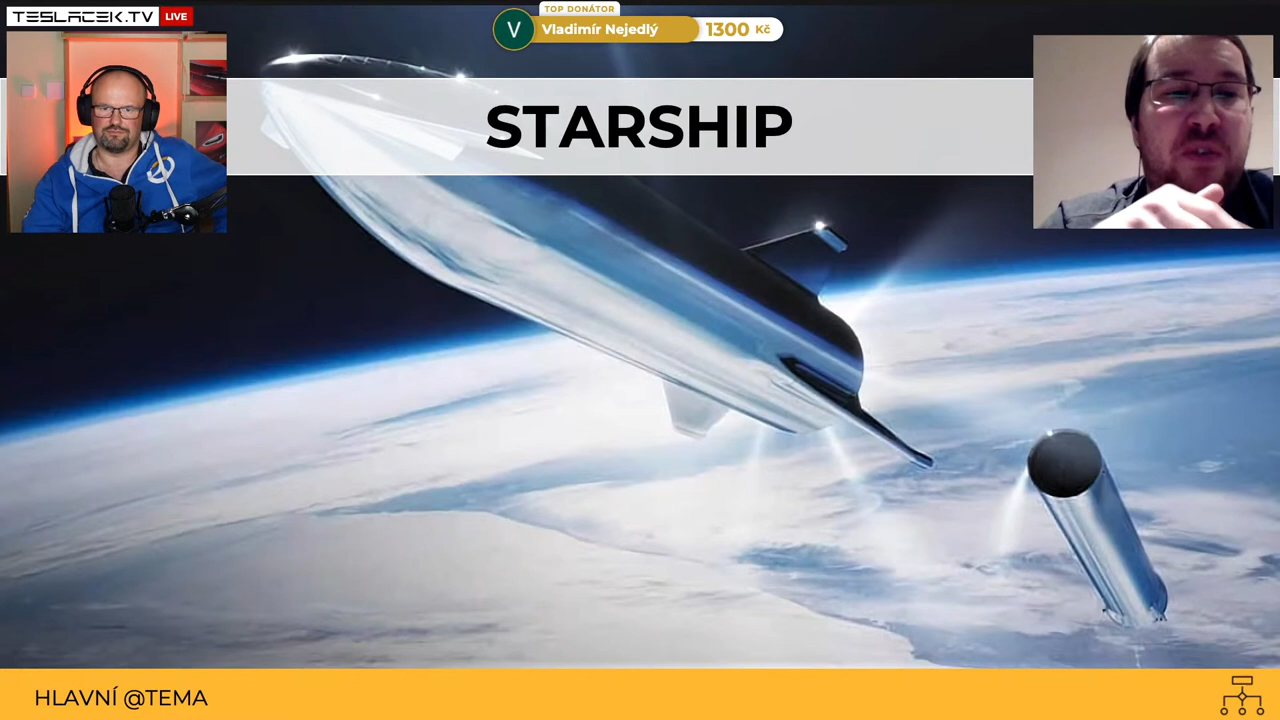 TESLACEK.TV LIVE
TOP DONÁTOR
V Vladimír Nejedlý 1300 Kč
STARSHIP
HLAVNÍ @TEMA